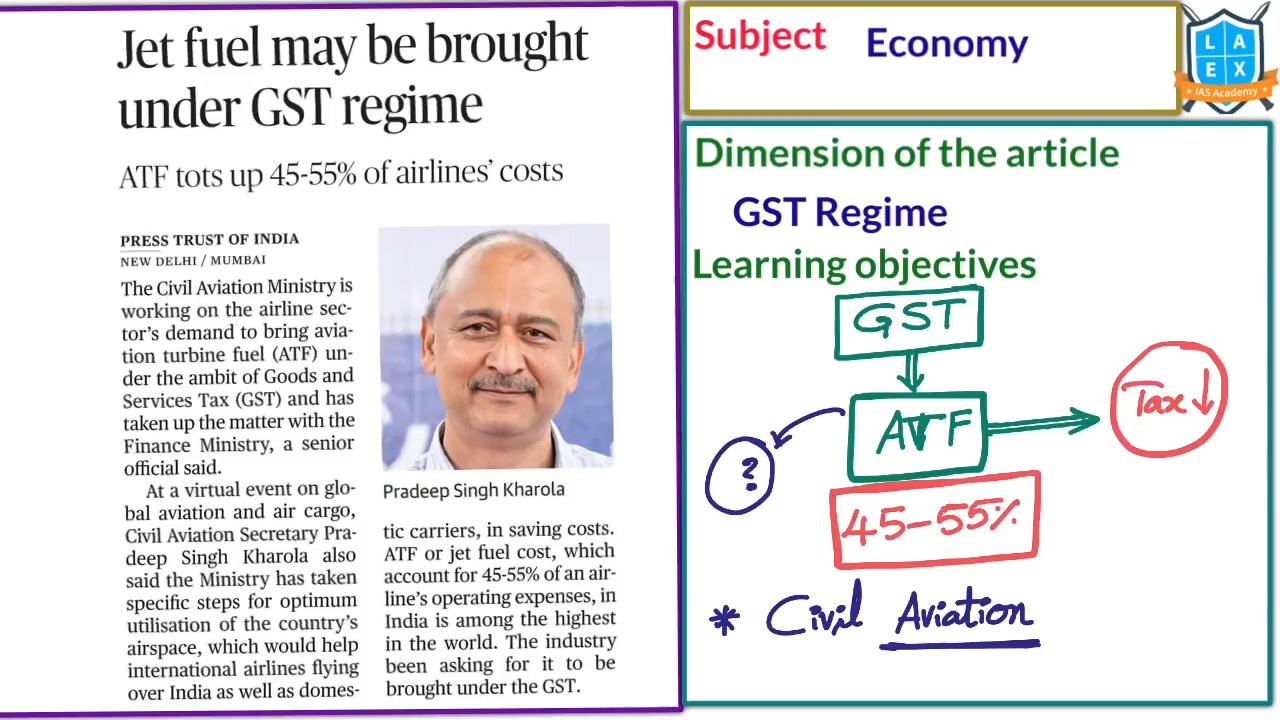 Jet fuel may be brought
under GST regime
ATF tots up 45-55% of airlines’ costs
PRESS TRUST OF INDIA
NEW DELHI / MUMBAI
The Civil Aviation Ministry is
working on the airline sec-
tor’s demand to bring avia-
tion turbine fuel (ATF) un-
der the ambit of Goods and
Services Tax (GST) and has
taken up the matter with the
Finance Ministry, a senior
official said.
At a virtual event on glo-
bal aviation and air cargo,
Civil Aviation Secretary Pra-
deep Singh Kharola also
said the Ministry has taken
specific steps for optimum
utilisation of the country’s
airspace, which would help
international airlines flying
over India as well as domes-
Pradeep Singh Kharola
tic carriers, in saving costs.
ATF or jet fuel cost, which
account for 45-55% of an air-
line’s operating expenses, in
India is among the highest
in the world. The industry
been asking for it to be
brought under the GST.
Subject Economy
L A
E X
IAS Academy
Dimension of the article
GST Regime
Learning objectives
GST
ATF
Tax ↓
?
45-55%
* Civil Aviation